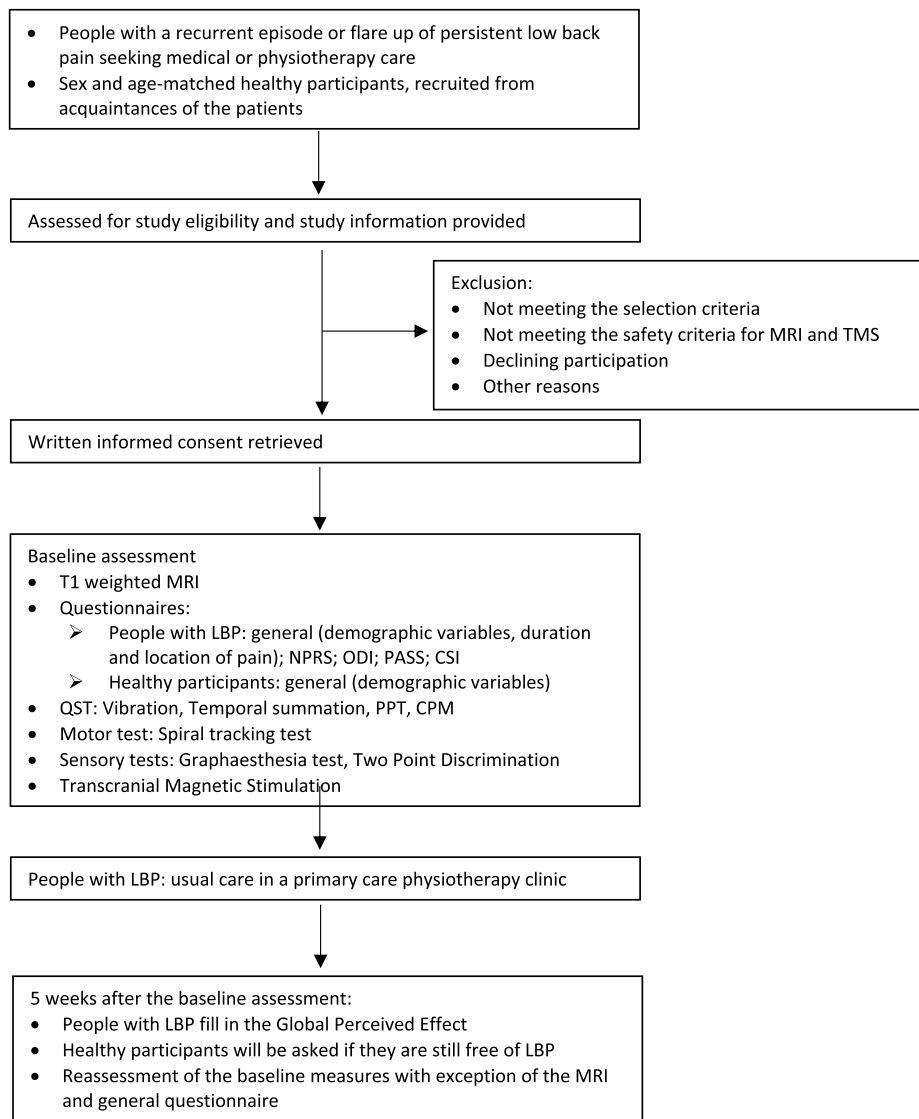 • People with a recurrent episode or flare up of persistent low back
pain seeking medical or physiotherapy care
• Sex and age-matched healthy participants, recruited from
acquaintances of the patients
Assessed for study eligibility and study information provided
Exclusion:
• Not meeting the selection criteria
• Not meeting the safety criteria for MRI and TMS
• Declining participation
• Other reasons
Written informed consent retrieved
Baseline assessment
• T1 weighted MRI
• Questionnaires:
➢ People with LBP: general (demographic variables, duration
and location of pain); NPRS; ODI; PASS; CSI
➢ Healthy participants: general (demographic variables)
• QST: Vibration, Temporal summation, PPT, CPM
• Motor test: Spiral tracking test
• Sensory tests: Graphaesthesia test, Two Point Discrimination
• Transcranial Magnetic Stimulation
People with LBP: usual care in a primary care physiotherapy clinic
5 weeks after the baseline assessment:
• People with LBP fill in the Global Perceived Effect
• Healthy participants will be asked if they are still free of LBP
• Reassessment of the baseline measures with exception of the MRI
and general questionnaire